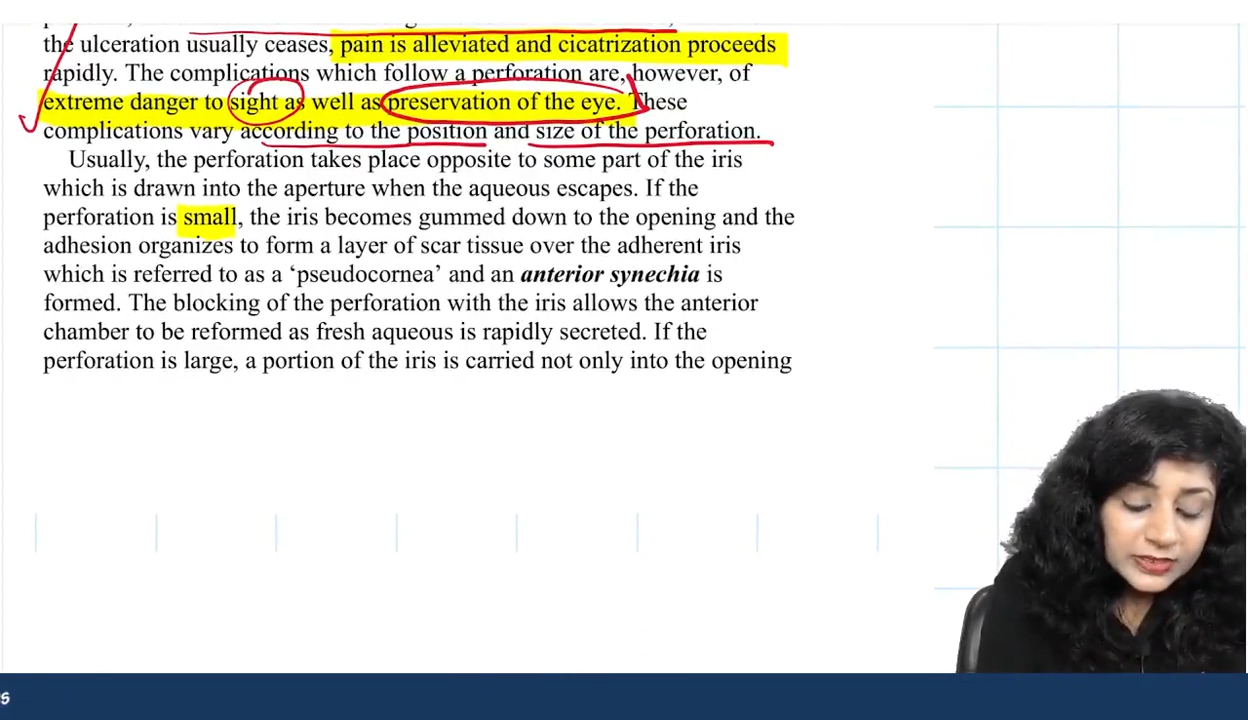 the ulceration usually ceases, pain is alleviated and cicatrization proceeds
rapidly. The complications which follow a perforation are, however, of
extreme danger to sight as well as preservation of the eye. These
complications vary according to the position and size of the perforation.
Usually, the perforation takes place opposite to some part of the iris
which is drawn into the aperture when the aqueous escapes. If the
perforation is small, the iris becomes gummed down to the opening and the
adhesion organizes to form a layer of scar tissue over the adherent iris
which is referred to as a ‘pseudocornea’ and an anterior synechia is
formed. The blocking of the perforation with the iris allows the anterior
chamber to be reformed as fresh aqueous is rapidly secreted. If the
perforation is large, a portion of the iris is carried not only into the opening